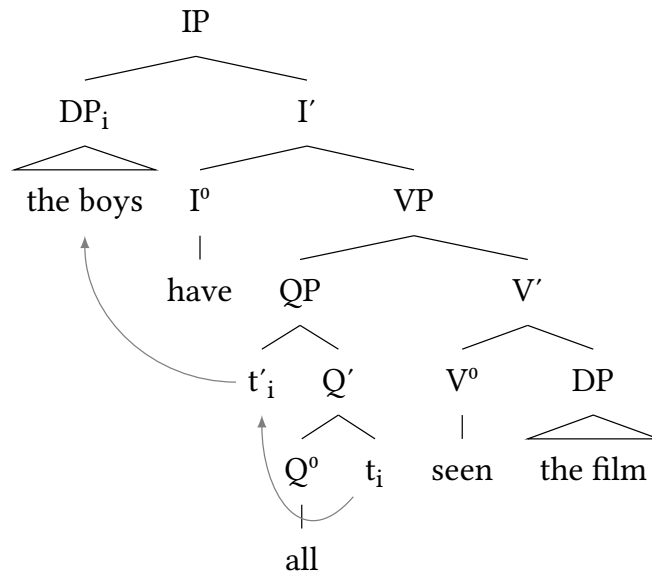 IP
DPᵢ I′
the boys I⁰ VP
have QP V′
t′ᵢ Q′ V⁰ DP
Q⁰ tᵢ seen the film
all